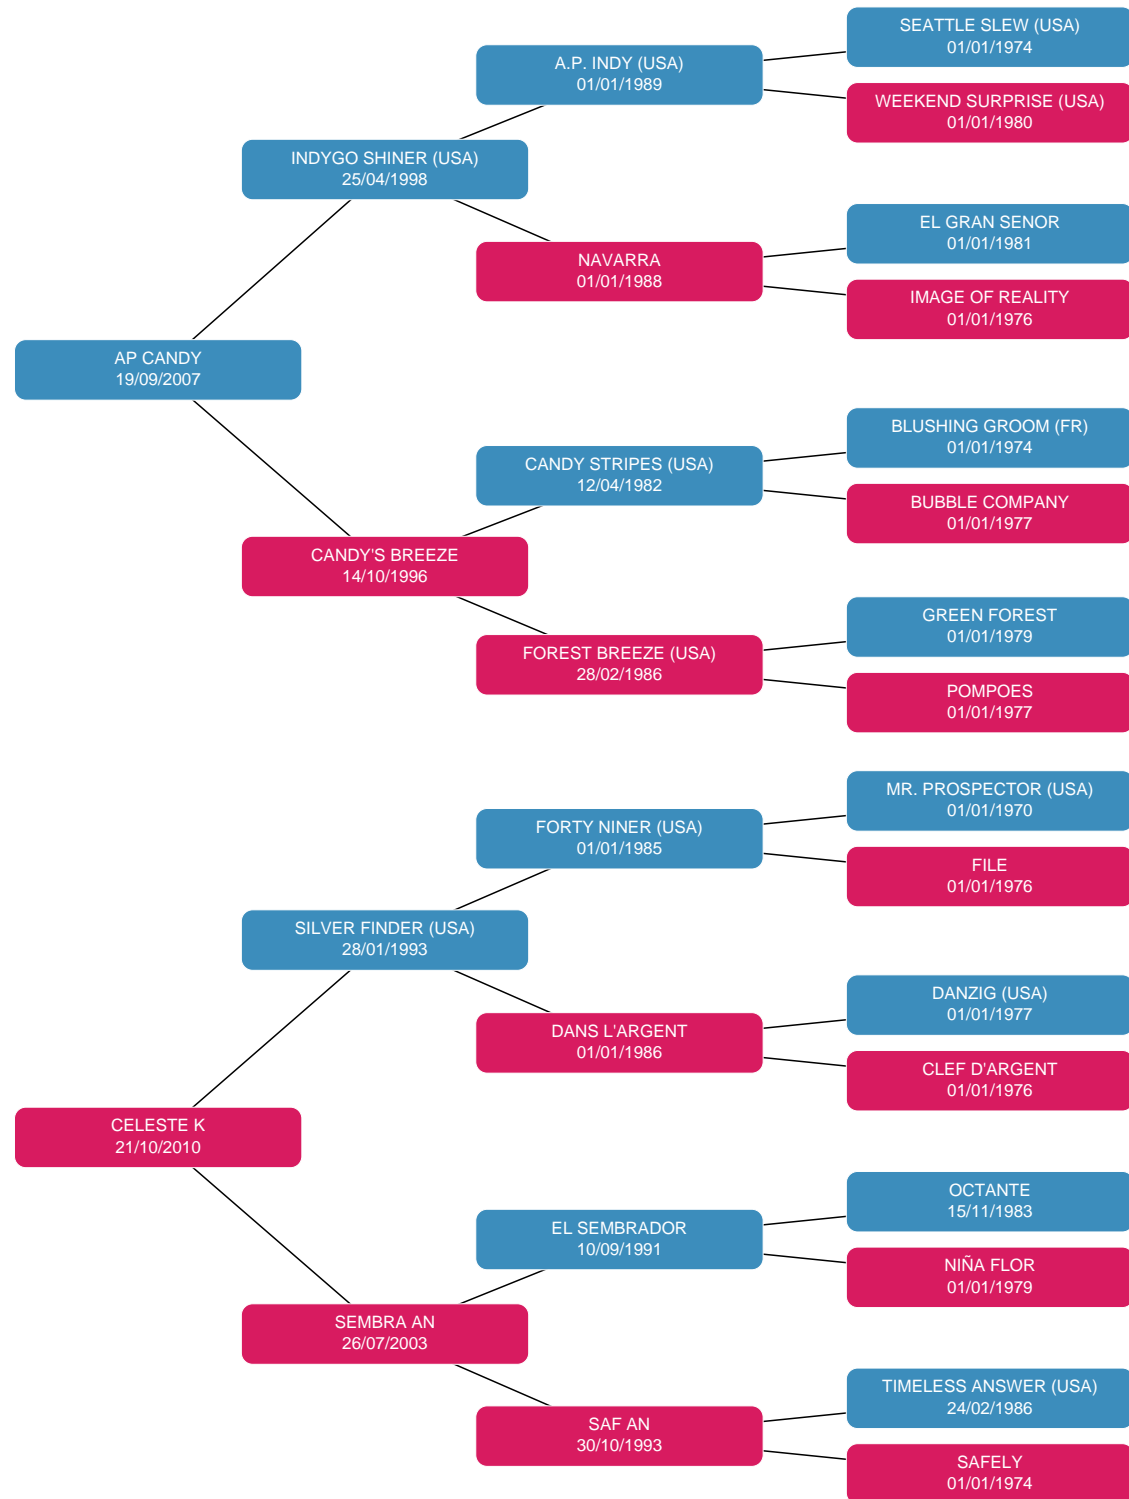 SEATTLE SLEW (USA)
01/01/1974
A.P. INDY (USA)
01/01/1989
WEEKEND SURPRISE (USA)
01/01/1980
INDYGO SHINER (USA)
25/04/1998
EL GRAN SENOR
01/01/1981
NAVARRA
01/01/1988
IMAGE OF REALITY
01/01/1976
AP CANDY
19/09/2007
BLUSHING GROOM (FR)
01/01/1974
CANDY STRIPES (USA)
12/04/1982
BUBBLE COMPANY
01/01/1977
CANDY'S BREEZE
14/10/1996
GREEN FOREST
01/01/1979
FOREST BREEZE (USA)
28/02/1986
POMPOES
01/01/1977
MR. PROSPECTOR (USA)
01/01/1970
FORTY NINER (USA)
01/01/1985
FILE
01/01/1976
SILVER FINDER (USA)
28/01/1993
DANZIG (USA)
01/01/1977
DANS L'ARGENT
01/01/1986
CLEF D'ARGENT
01/01/1976
CELESTE K
21/10/2010
OCTANTE
15/11/1983
EL SEMBRADOR
10/09/1991
NIÑA FLOR
01/01/1979
SEMBRA AN
26/07/2003
TIMELESS ANSWER (USA)
24/02/1986
SAF AN
30/10/1993
SAFELY
01/01/1974